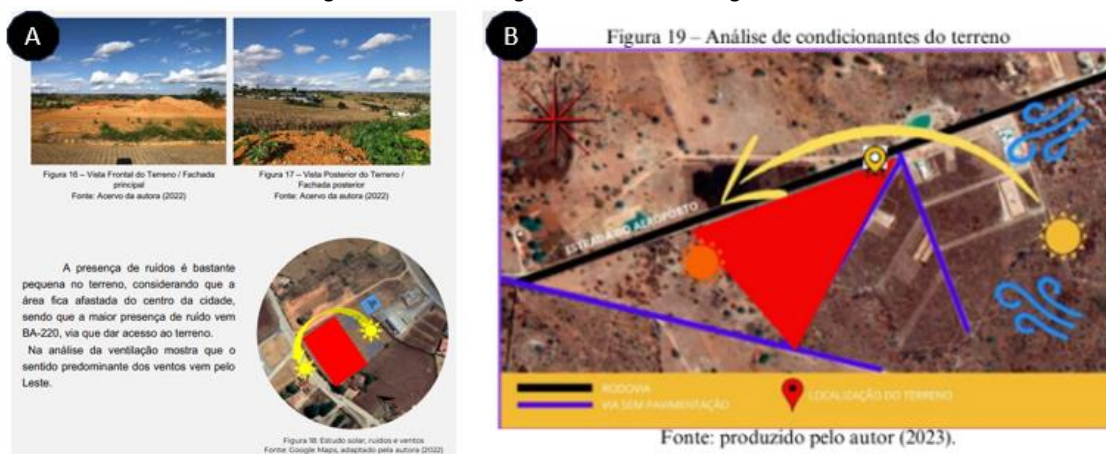 A
Figura 16 – Vista Frontal do Terreno / Fachada
principal
Fonte: Acervo da autora (2022)
Figura 17 – Vista Posterior do Terreno /
Fachada posterior
Fonte: Acervo da autora (2022)
A presença de ruídos é bastante
pequena no terreno, considerando que a
área fica afastada do centro da cidade,
sendo que a maior presença de ruído vem
BA-220, via que dar acesso ao terreno.
Na análise da ventilação mostra que o
sentido predominante dos ventos vem pelo
Leste.
Figura 18: Estudo solar, ruídos e ventos
Fonte: Google Maps, adaptado pela autora (2022)
B
Figura 19 – Análise de condicionantes do terreno
N
ESTRADA DO AEROPORTO
RODOVIA
VIA SEM PAVIMENTAÇÃO
LOCALIZAÇÃO DO TERRENO
Fonte: produzido pelo autor (2023).